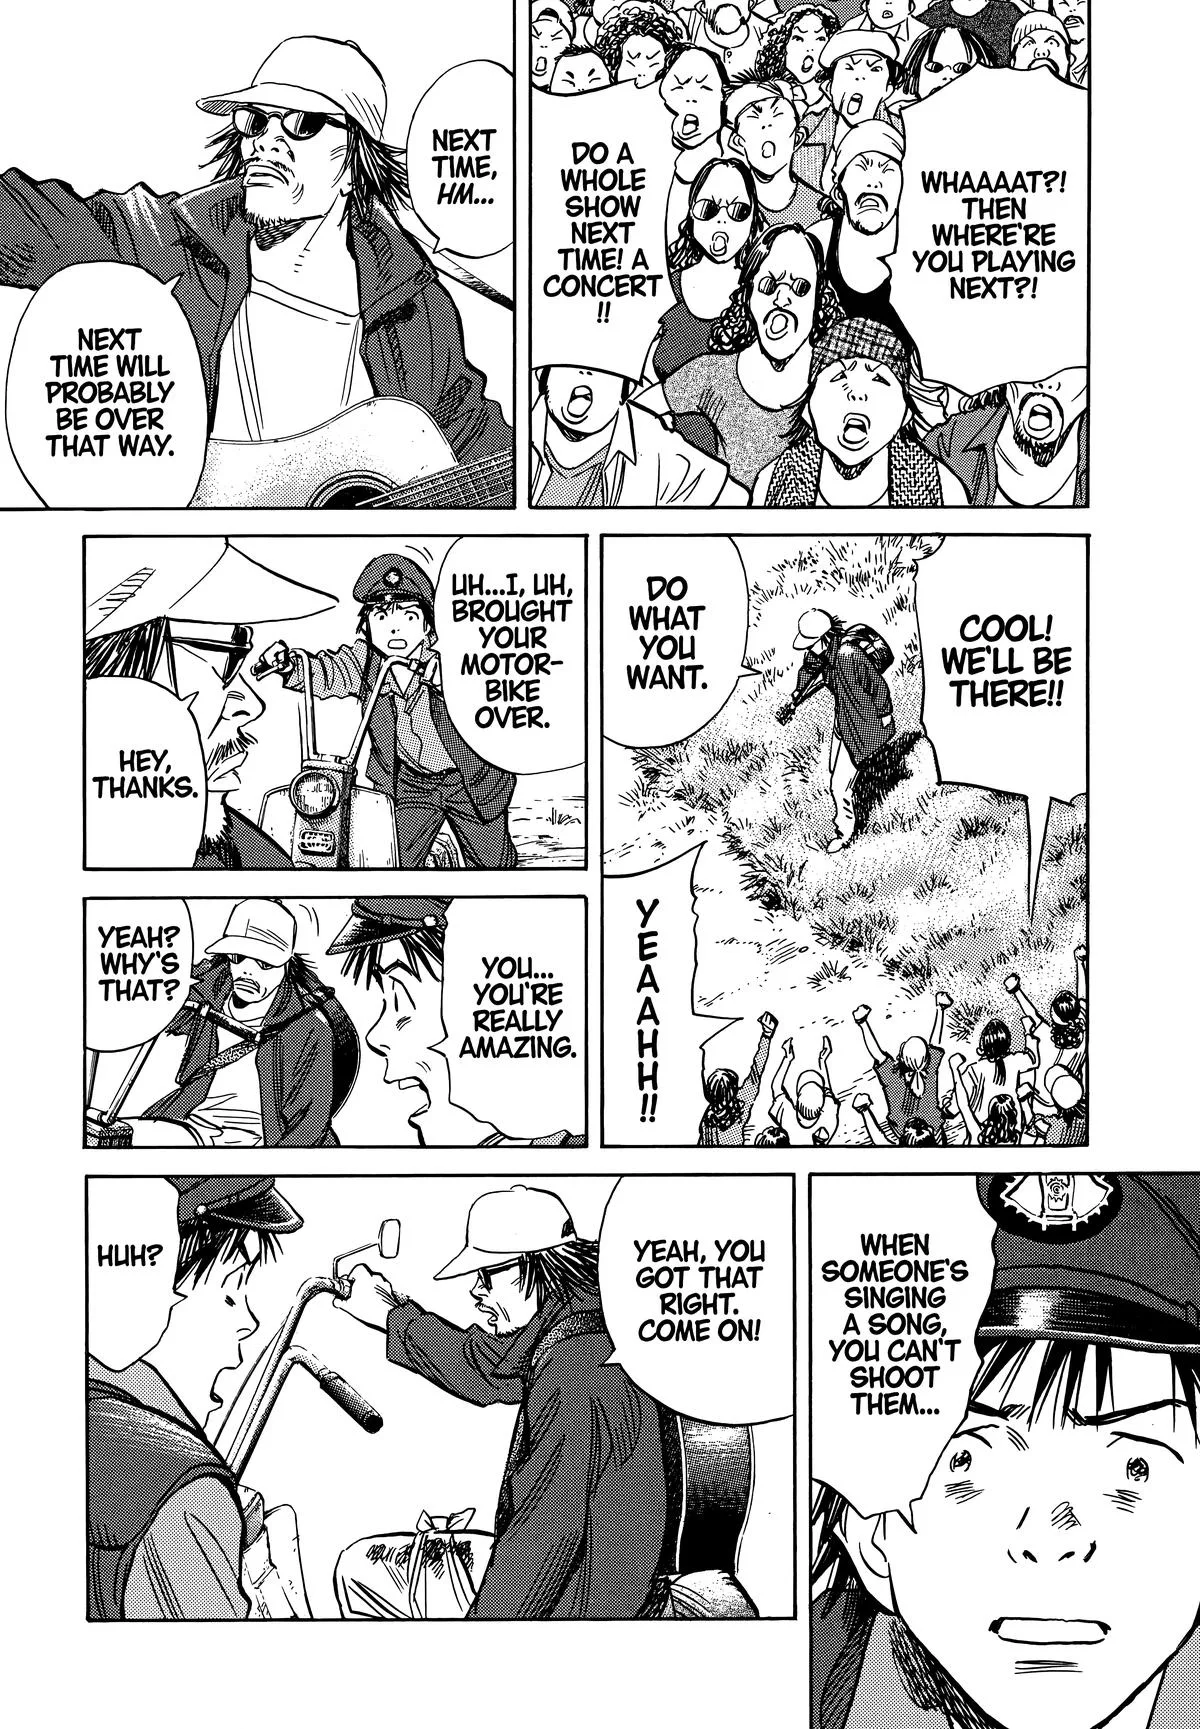 WHAAAAT?!
THEN
WHERE'RE
YOU PLAYING
NEXT?!
DO A
WHOLE
SHOW
NEXT
TIME! A
CONCERT
!!
NEXT
TIME,
HM...
NEXT
TIME WILL
PROBABLY
BE OVER
THAT WAY.
COOL!
WE'LL BE
THERE!!
DO
WHAT
YOU
WANT.
YEAAHH!!
UH...I, UH,
BROUGHT
YOUR
MOTOR-
BIKE
OVER.
HEY,
THANKS.
YOU...
YOU'RE
REALLY
AMAZING.
YEAH?
WHY'S
THAT?
WHEN
SOMEONE'S
SINGING
A SONG,
YOU CAN'T
SHOOT
THEM...
YEAH, YOU
GOT THAT
RIGHT.
COME ON!
HUH?